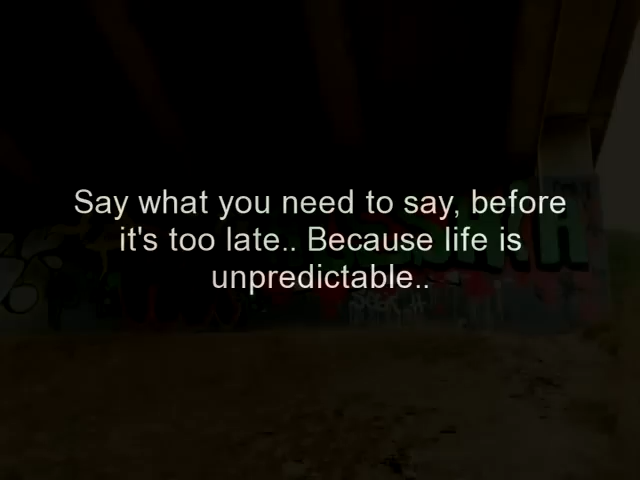 Say what you need to say, before
it's too late.. Because life is
unpredictable..